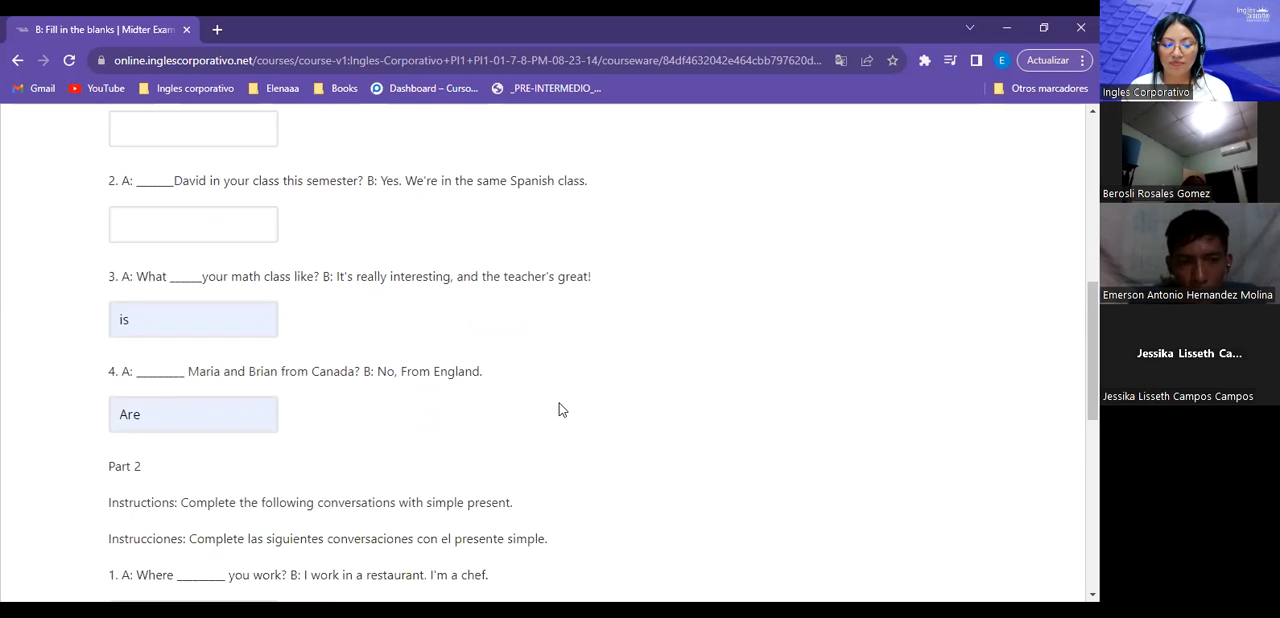 B: Fill in the blanks | Midter Exam
online.inglescorporativo.net/courses/course-v1:Ingles-Corporativo+PI1+PI1-01-7-8-PM-08-23-14/courseware/84df4632042e464cbb797620d...
E
Actualizar
Gmail
YouTube
Ingles corporativo
Elenaaa
Books
Dashboard – Curso...
_PRE-INTERMEDIO_...
Otros marcadores
2. A: _______David in your class this semester? B: Yes. We're in the same Spanish class.
3. A: What ______your math class like? B: It's really interesting, and the teacher's great!
is
4. A: _________ Maria and Brian from Canada? B: No, From England.
Are
Part 2
Instructions: Complete the following conversations with simple present.
Instrucciones: Complete las siguientes conversaciones con el presente simple.
1. A: Where _________ you work? B: I work in a restaurant. I'm a chef.
Ingles Corporativo
Berosli Rosales Gomez
Emerson Antonio Hernandez Molina
Jessika Lisseth Ca...
Jessika Lisseth Campos Campos